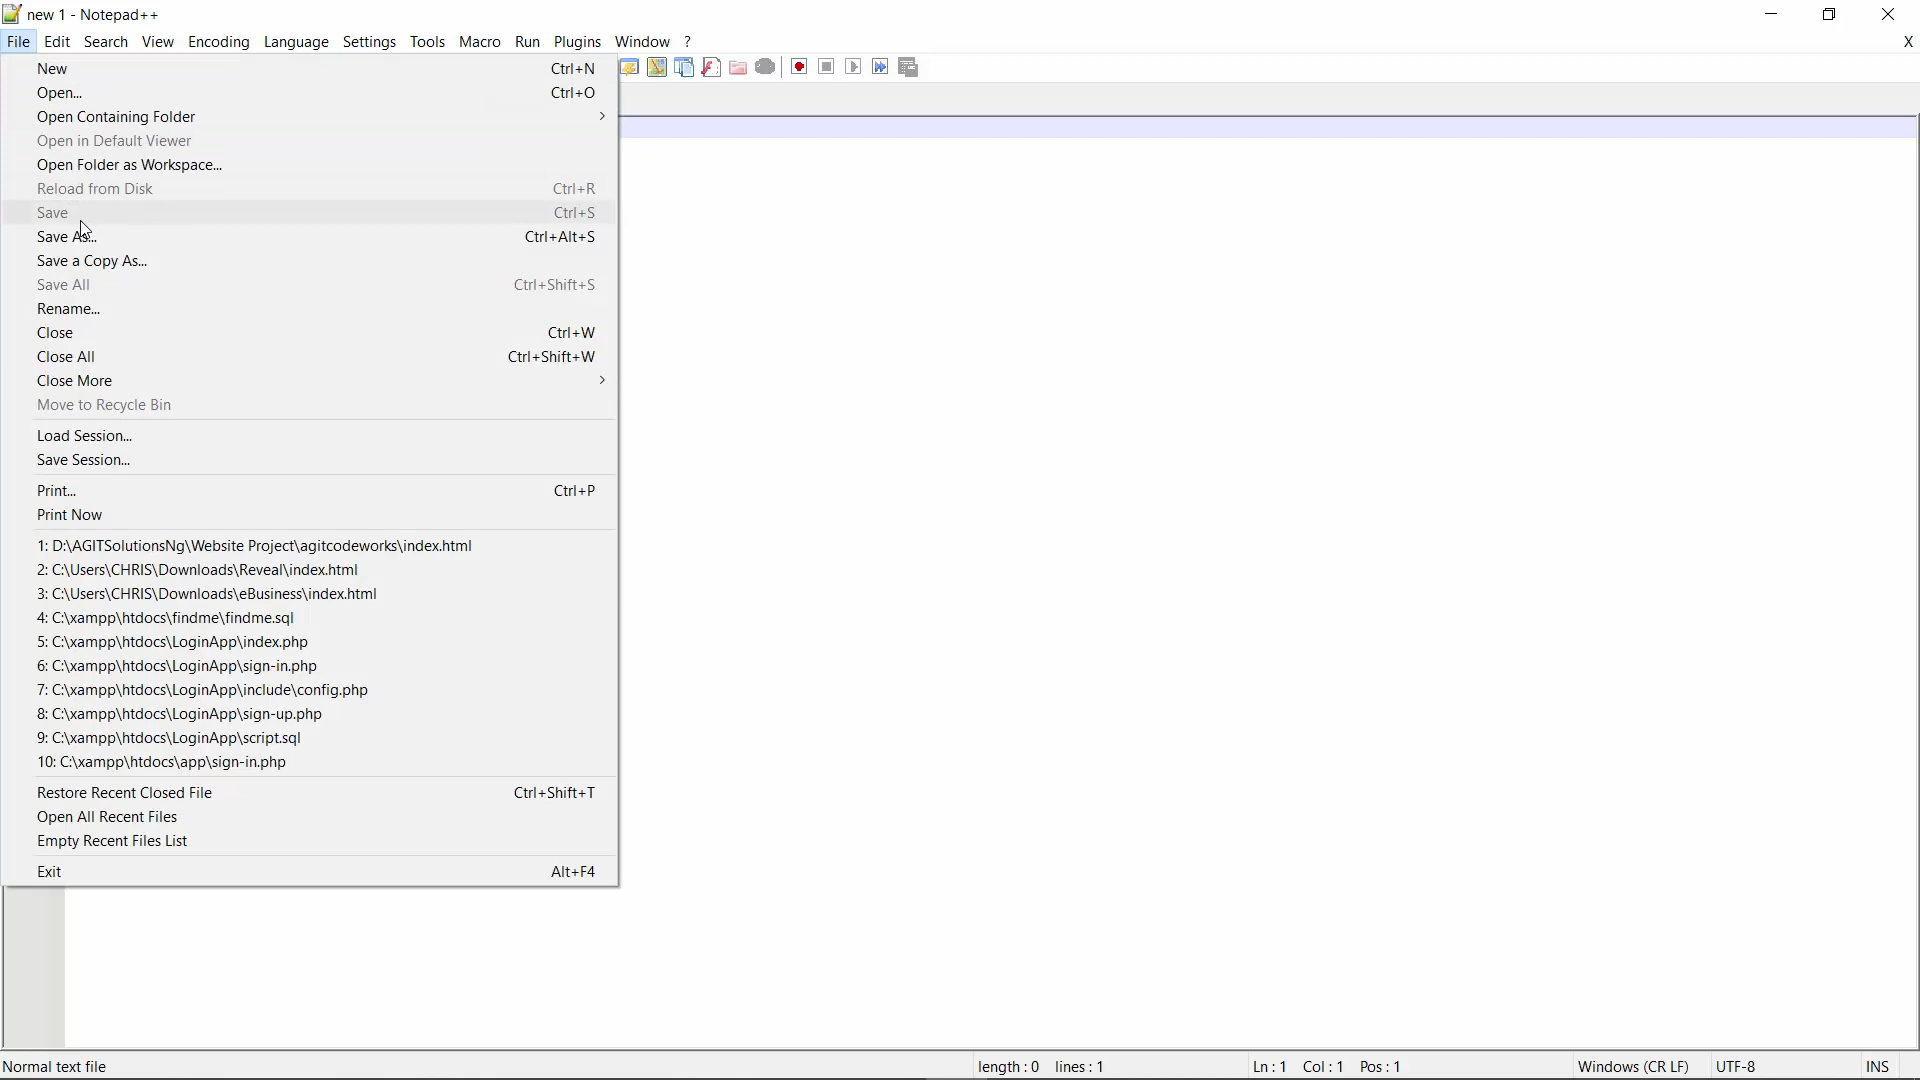 new 1 - Notepad++
File Edit Search View Encoding Language Settings Tools Macro Run Plugins Window ? X
New Ctrl+N
Open... Ctrl+O
Open Containing Folder
Open in Default Viewer
Open Folder as Workspace...
Reload from Disk Ctrl+R
Save Ctrl+S
Save As... Ctrl+Alt+S
Save a Copy As...
Save All Ctrl+Shift+S
Rename...
Close Ctrl+W
Close All Ctrl+Shift+W
Close More
Move to Recycle Bin
Load Session...
Save Session...
Print... Ctrl+P
Print Now
1: D:\AGITSolutionsNg\Website Project\agitcodeworks\index.html
2: C:\Users\CHRIS\Downloads\Reveal\index.html
3: C:\Users\CHRIS\Downloads\eBusiness\index.html
4: C:\xampp\htdocs\findme\findme.sql
5: C:\xampp\htdocs\LoginApp\index.php
6: C:\xampp\htdocs\LoginApp\sign-in.php
7: C:\xampp\htdocs\LoginApp\include\config.php
8: C:\xampp\htdocs\LoginApp\sign-up.php
9: C:\xampp\htdocs\LoginApp\script.sql
10: C:\xampp\htdocs\app\sign-in.php
Restore Recent Closed File Ctrl+Shift+T
Open All Recent Files
Empty Recent Files List
Exit Alt+F4
Normal text file length : 0 lines : 1 Ln : 1 Col : 1 Pos : 1 Windows (CR LF) UTF-8 INS